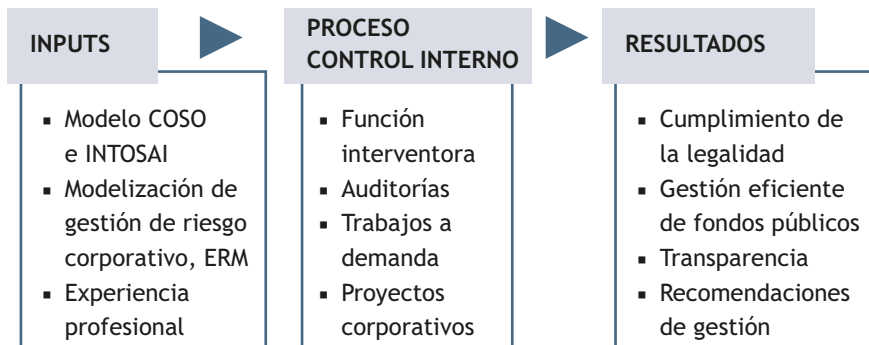 INPUTS
▪ Modelo COSO
e INTOSAI
▪ Modelización de
gestión de riesgo
corporativo, ERM
▪ Experiencia
profesional
PROCESO
CONTROL INTERNO
▪ Función
interventora
▪ Auditorías
▪ Trabajos a
demanda
▪ Proyectos
corporativos
RESULTADOS
▪ Cumplimiento de
la legalidad
▪ Gestión eficiente
de fondos públicos
▪ Transparencia
▪ Recomendaciones
de gestión